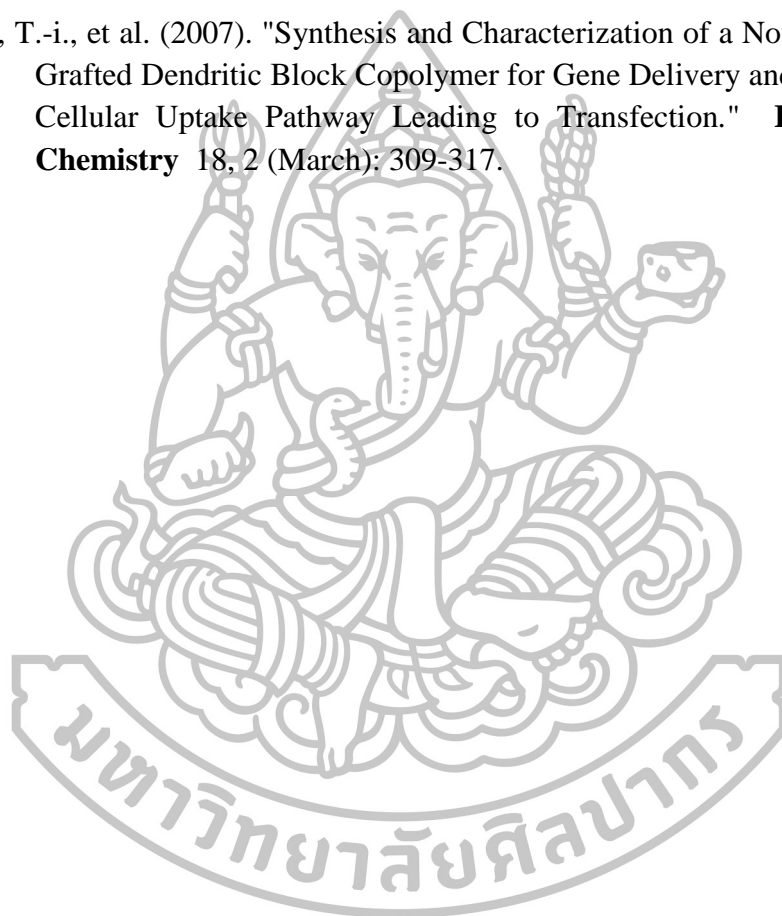 , T.-i., et al. (2007). "Synthesis and Characterization of a No
Grafted Dendritic Block Copolymer for Gene Delivery and
Cellular Uptake Pathway Leading to Transfection."
Chemistry 18, 2 (March): 309-317.
มหาวิทยาลัยศิลปากร